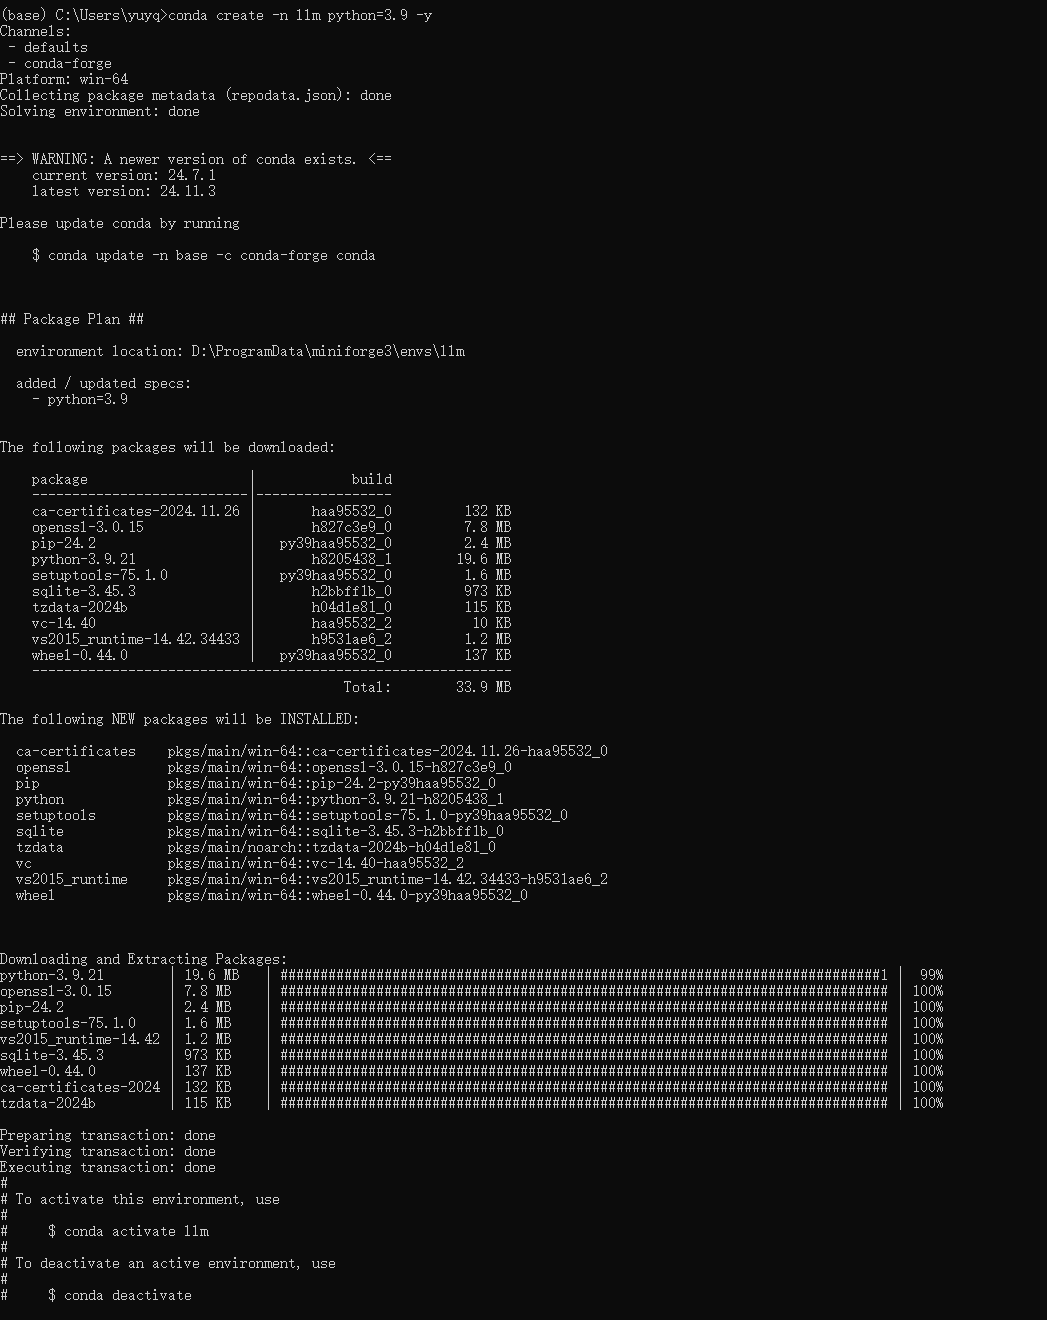 (base) C:\Users\yuyq>conda create -n llm python=3.9 -y
Channels:
 - defaults
 - conda-forge
Platform: win-64
Collecting package metadata (repodata.json): done
Solving environment: done
==> WARNING: A newer version of conda exists. <==
    current version: 24.7.1
    latest version: 24.11.3
Please update conda by running
    $ conda update -n base -c conda-forge conda
## Package Plan ##
  environment location: D:\ProgramData\miniforge3\envs\llm
  added / updated specs:
    - python=3.9
The following packages will be downloaded:
    package                    |            build
    ---------------------------|-----------------
    ca-certificates-2024.11.26 |       haa95532_0         132 KB
    openssl-3.0.15             |       h827c3e9_0         7.8 MB
    pip-24.2                   |   py39haa95532_0         2.4 MB
    python-3.9.21              |       h8205438_1        19.6 MB
    setuptools-75.1.0          |   py39haa95532_0         1.6 MB
    sqlite-3.45.3              |       h2bbff1b_0         973 KB
    tzdata-2024b               |       h04d1e81_0         115 KB
    vc-14.40                   |       haa95532_2          10 KB
    vs2015_runtime-14.42.34433 |       h9531ae6_2         1.2 MB
    wheel-0.44.0               |   py39haa95532_0         137 KB
    ------------------------------------------------------------
                                           Total:        33.9 MB
The following NEW packages will be INSTALLED:
  ca-certificates    pkgs/main/win-64::ca-certificates-2024.11.26-haa95532_0
  openssl            pkgs/main/win-64::openssl-3.0.15-h827c3e9_0
  pip                pkgs/main/win-64::pip-24.2-py39haa95532_0
  python             pkgs/main/win-64::python-3.9.21-h8205438_1
  setuptools         pkgs/main/win-64::setuptools-75.1.0-py39haa95532_0
  sqlite             pkgs/main/win-64::sqlite-3.45.3-h2bbff1b_0
  tzdata             pkgs/main/noarch::tzdata-2024b-h04d1e81_0
  vc                 pkgs/main/win-64::vc-14.40-haa95532_2
  vs2015_runtime     pkgs/main/win-64::vs2015_runtime-14.42.34433-h9531ae6_2
  wheel              pkgs/main/win-64::wheel-0.44.0-py39haa95532_0
Downloading and Extracting Packages:
python-3.9.21        | 19.6 MB   | ###########################################################################1 |  99%
openssl-3.0.15       | 7.8 MB    | ############################################################################ | 100%
pip-24.2             | 2.4 MB    | ############################################################################ | 100%
setuptools-75.1.0    | 1.6 MB    | ############################################################################ | 100%
vs2015_runtime-14.42 | 1.2 MB    | ############################################################################ | 100%
sqlite-3.45.3        | 973 KB    | ############################################################################ | 100%
wheel-0.44.0         | 137 KB    | ############################################################################ | 100%
ca-certificates-2024 | 132 KB    | ############################################################################ | 100%
tzdata-2024b         | 115 KB    | ############################################################################ | 100%
Preparing transaction: done
Verifying transaction: done
Executing transaction: done
#
# To activate this environment, use
#
#     $ conda activate llm
#
# To deactivate an active environment, use
#
#     $ conda deactivate